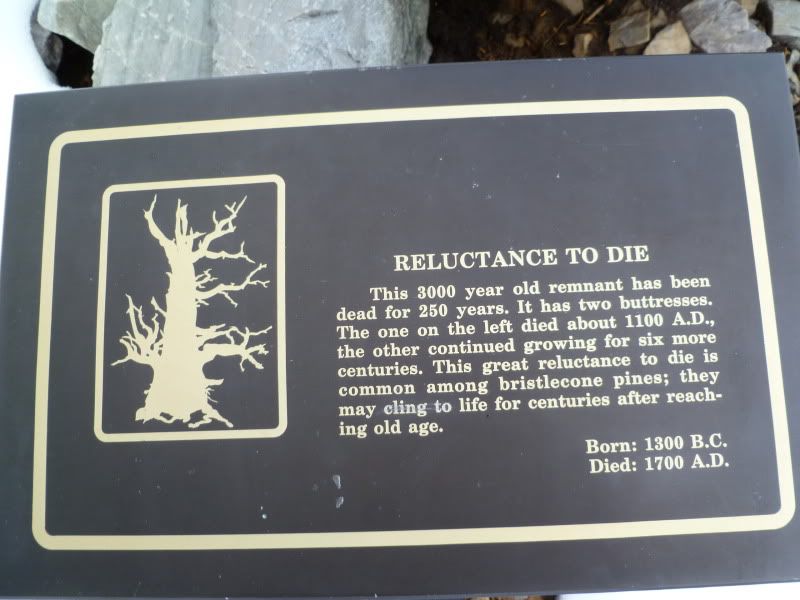 RELUCTANCE TO DIE
This 3000 year old remnant has been
dead for 250 years. It has two buttresses.
The one on the left died about 1100 A.D.,
the other continued growing for six more
centuries. This great reluctance to die is
common among bristlecone pines; they
may cling to life for centuries after reach-
ing old age.
Born: 1300 B.C.
Died: 1700 A.D.